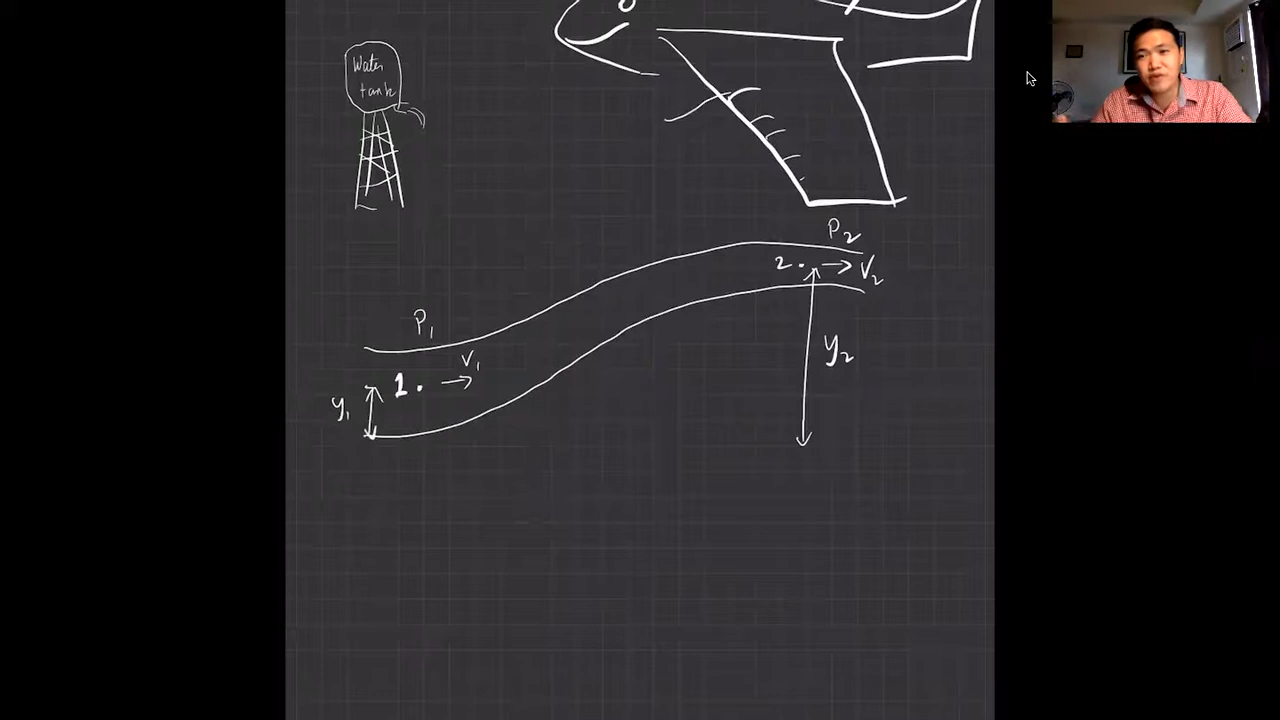 Water
tank
P2
2. → V2
y2
P1
V1
1. →
y1